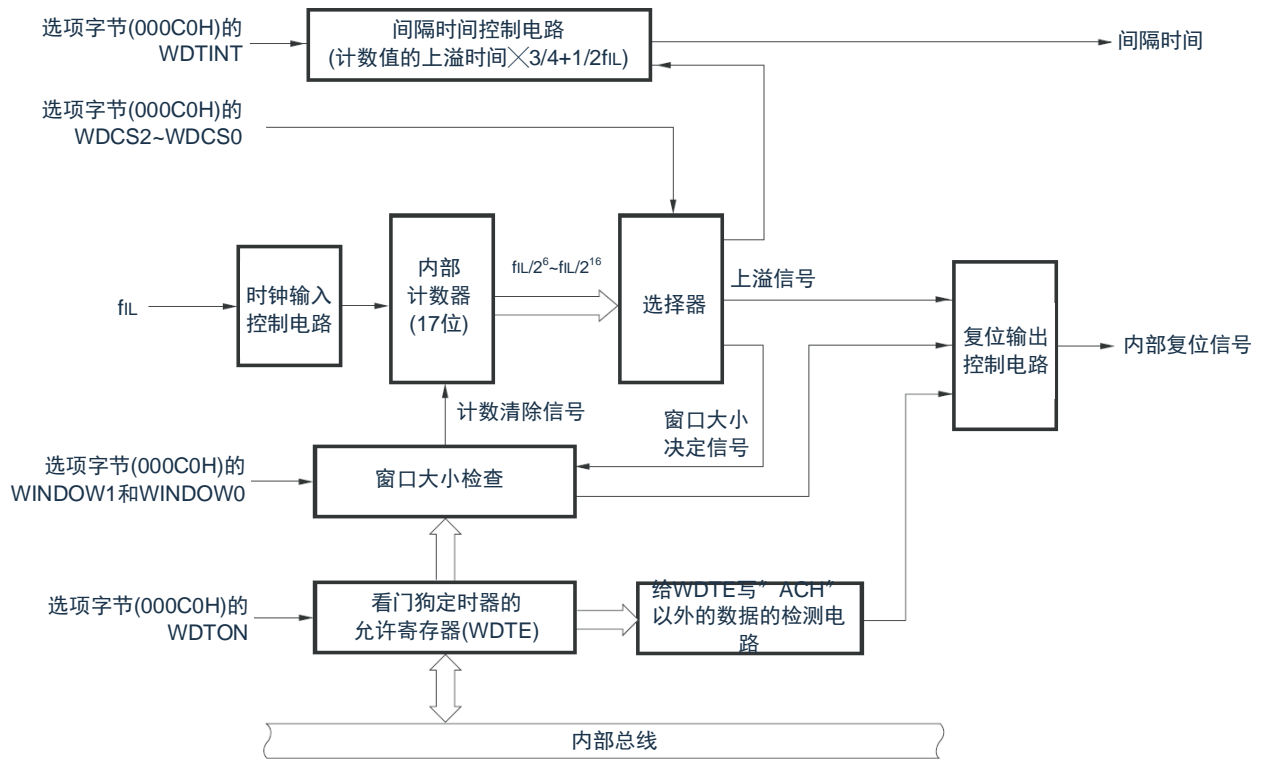 选项字节(000C0H)的
WDTINT
间隔时间控制电路
(计数值的上溢时间╳3/4+1/2fIL)
间隔时间
选项字节(000C0H)的
WDCS2~WDCS0
fIL
时钟输入
控制电路
内部
计数器
(17位)
fIL/2⁶~fIL/2¹⁶
选择器
上溢信号
复位输出
控制电路
内部复位信号
计数清除信号
窗口大小
决定信号
选项字节(000C0H)的
WINDOW1和WINDOW0
窗口大小检查
选项字节(000C0H)的
WDTON
看门狗定时器的
允许寄存器(WDTE)
给WDTE写″ ACH″
以外的数据的检测电
路
内部总线